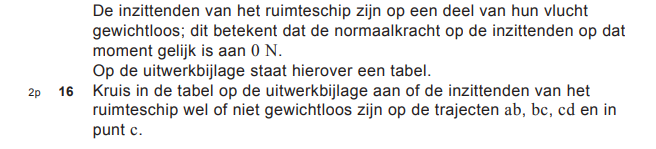 De inzittenden van het ruimteschip zijn op een deel van hun vlucht
gewichtloos; dit betekent dat de normaalkracht op de inzittenden op dat
moment gelijk is aan 0 N.
Op de uitwerkbijlage staat hierover een tabel.
2p 16 Kruis in de tabel op de uitwerkbijlage aan of de inzittenden van het
ruimteschip wel of niet gewichtloos zijn op de trajecten ab, bc, cd en in
punt c.